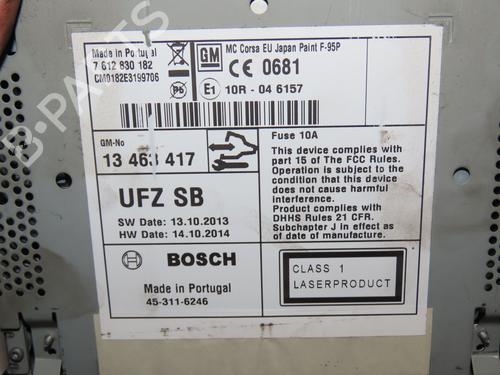 Made in Portugal
7 612 830 182
CM0182E3199706
Pb
GM
MC Corsa EU Japan Paint F-95P
CE 0681
E1 10R - 04 6157
GM-No
13 463 417
UFZ SB
SW Date: 13.10.2013
HW Date: 14.10.2014
Fuse 10A
This device complies with
part 15 of The FCC Rules.
Operation is subject to the
condition that this device
does not cause harmful
interference.
Product complies with
DHHS Rules 21 CFR.
Subchapter J in effect as
of date of manufacture.
BOSCH
Made in Portugal
45-311-6246
CLASS 1
LASERPRODUCT
B-PARTS